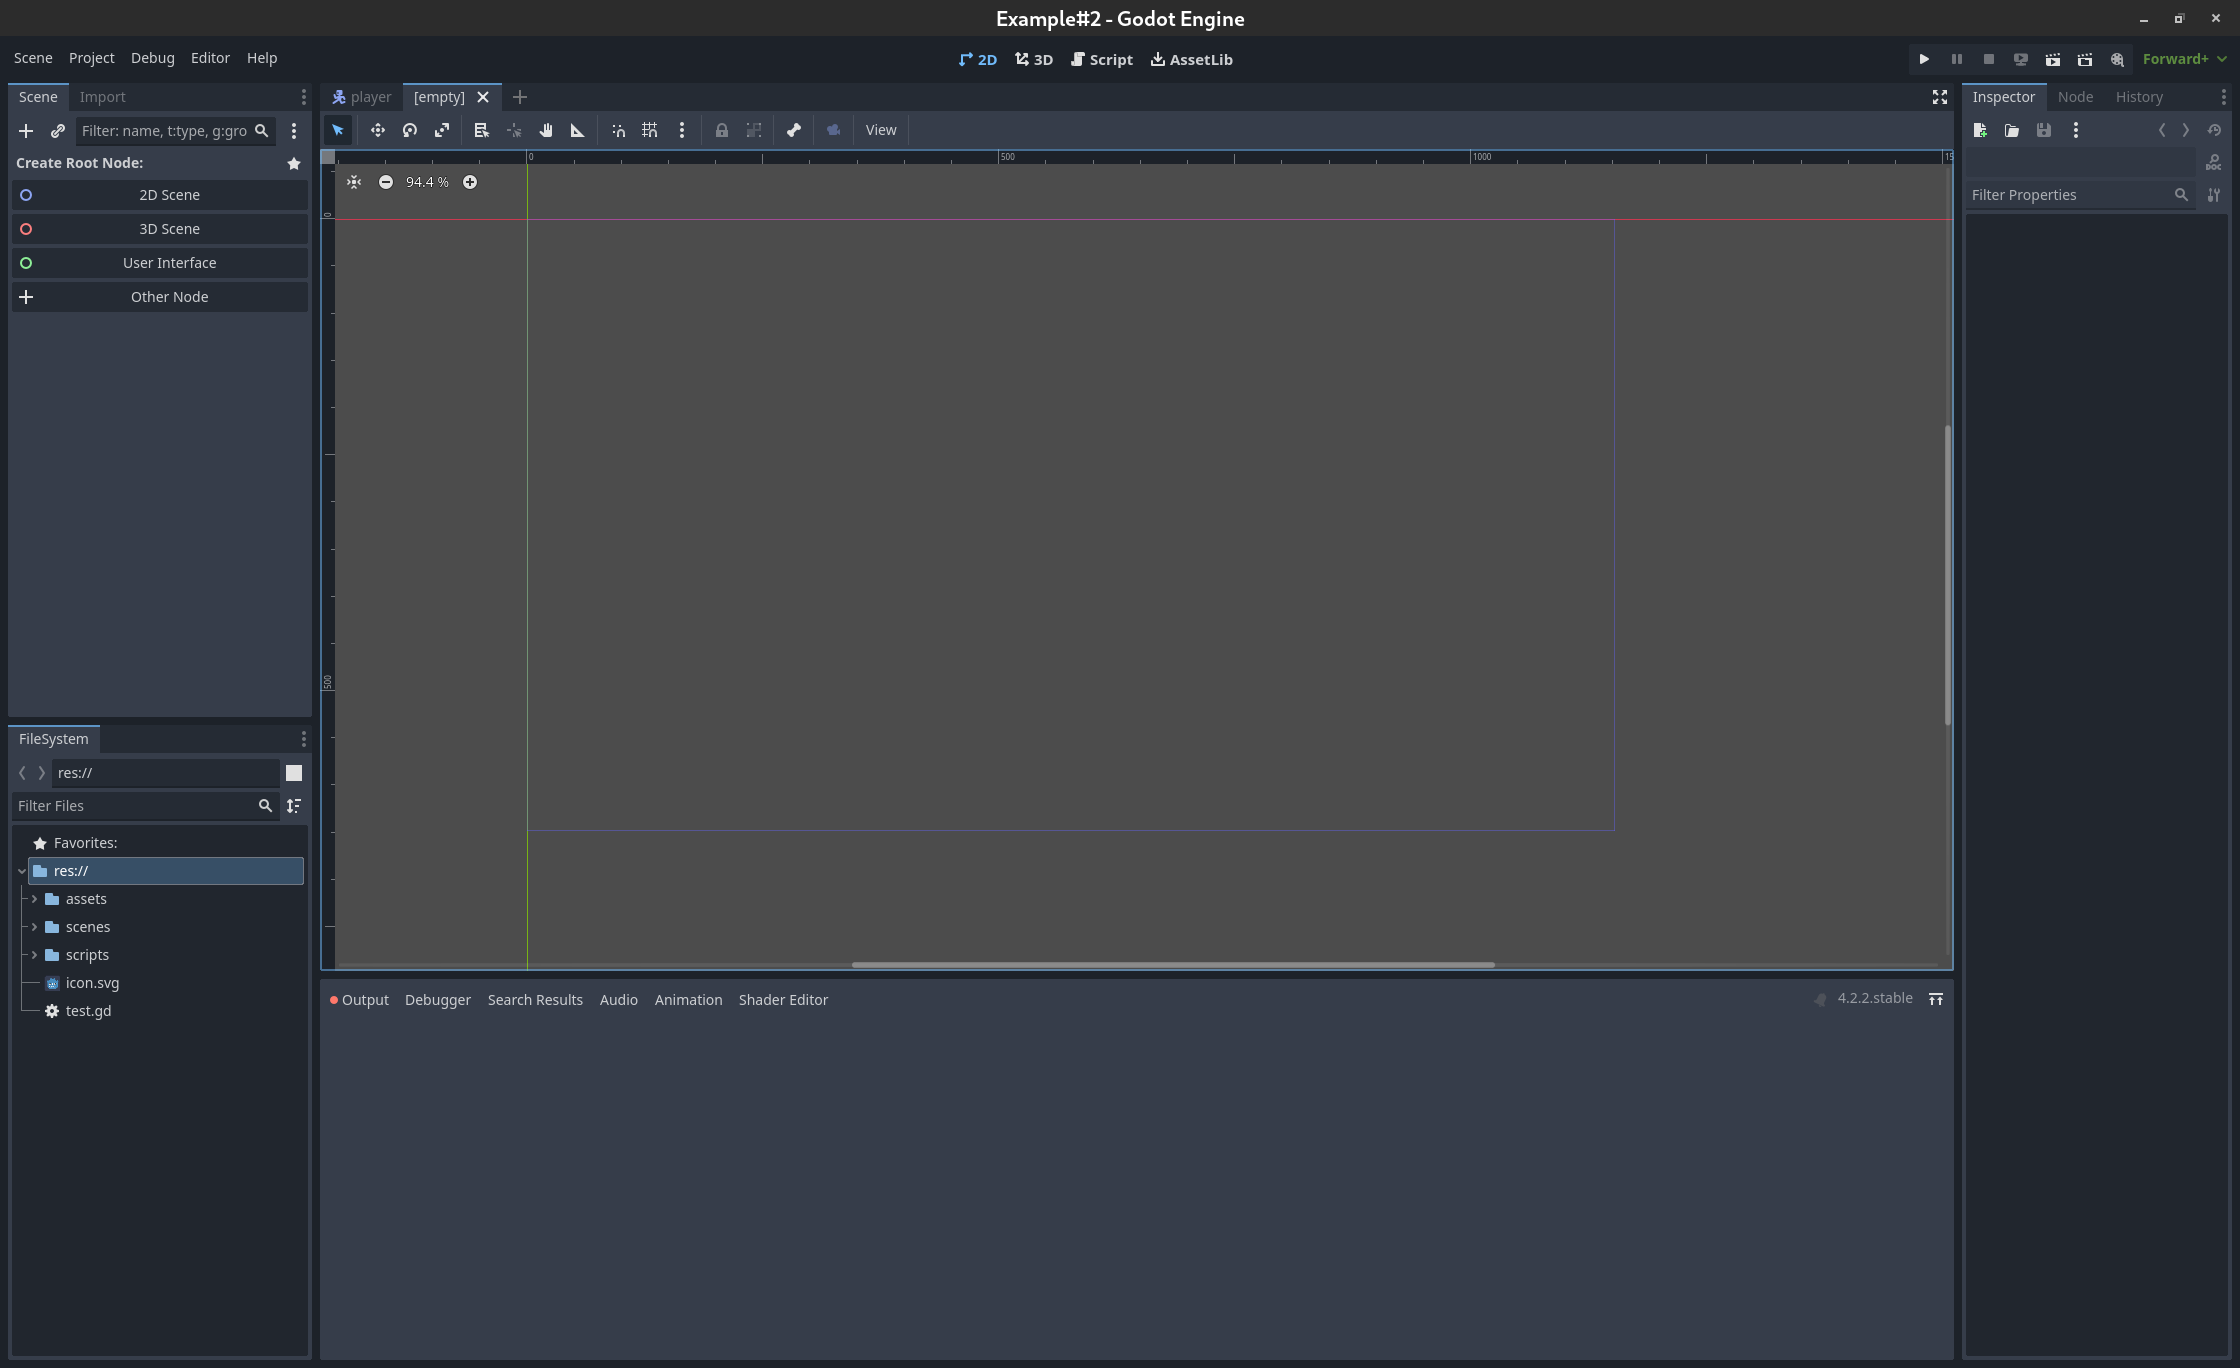 Example#2 - Godot Engine
Scene Project Debug Editor Help
2D 3D Script AssetLib
Forward+
Scene Import
Filter: name, t:type, g:gro
Create Root Node:
2D Scene
3D Scene
User Interface
Other Node
player [empty]
View
0 500 1000 15
94.4 %
0
500
Inspector Node History
Filter Properties
FileSystem
res://
Filter Files
Favorites:
res://
assets
scenes
scripts
icon.svg
test.gd
Output Debugger Search Results Audio Animation Shader Editor
4.2.2.stable
DOC